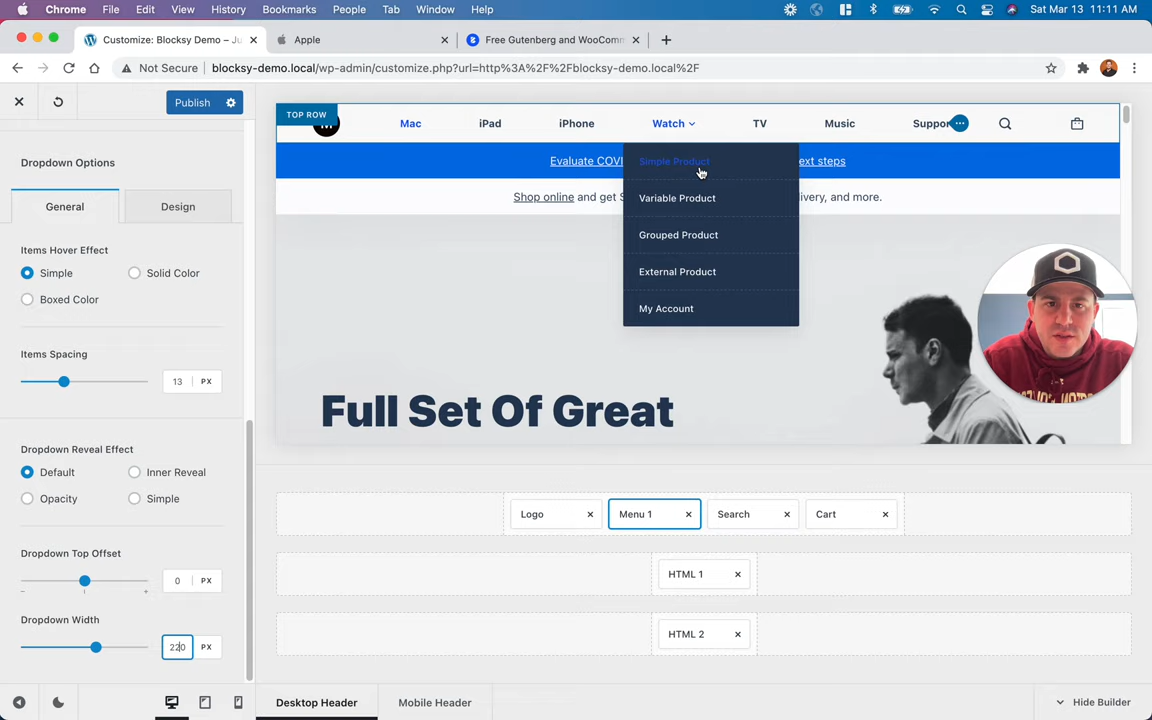 Chrome File Edit View History Bookmarks People Tab Window Help Sat Mar 13 11:11 AM
Customize: Blocksy Demo – Ju
Apple
Free Gutenberg and WooComm
Not Secure blocksy-demo.local/wp-admin/customize.php?url=http%3A%2F%2Fblocksy-demo.local%2F
Publish
Dropdown Options
General Design
Items Hover Effect
Simple Solid Color
Boxed Color
Items Spacing
13 PX
Dropdown Reveal Effect
Default Inner Reveal
Opacity Simple
Dropdown Top Offset
0 PX
Dropdown Width
220 PX
TOP ROW
Mac iPad iPhone Watch TV Music Suppor
Evaluate COVI ext steps
Shop online and get S ivery, and more.
Simple Product
Variable Product
Grouped Product
External Product
My Account
Full Set Of Great
Logo Menu 1 Search Cart
HTML 1
HTML 2
Desktop Header Mobile Header Hide Builder